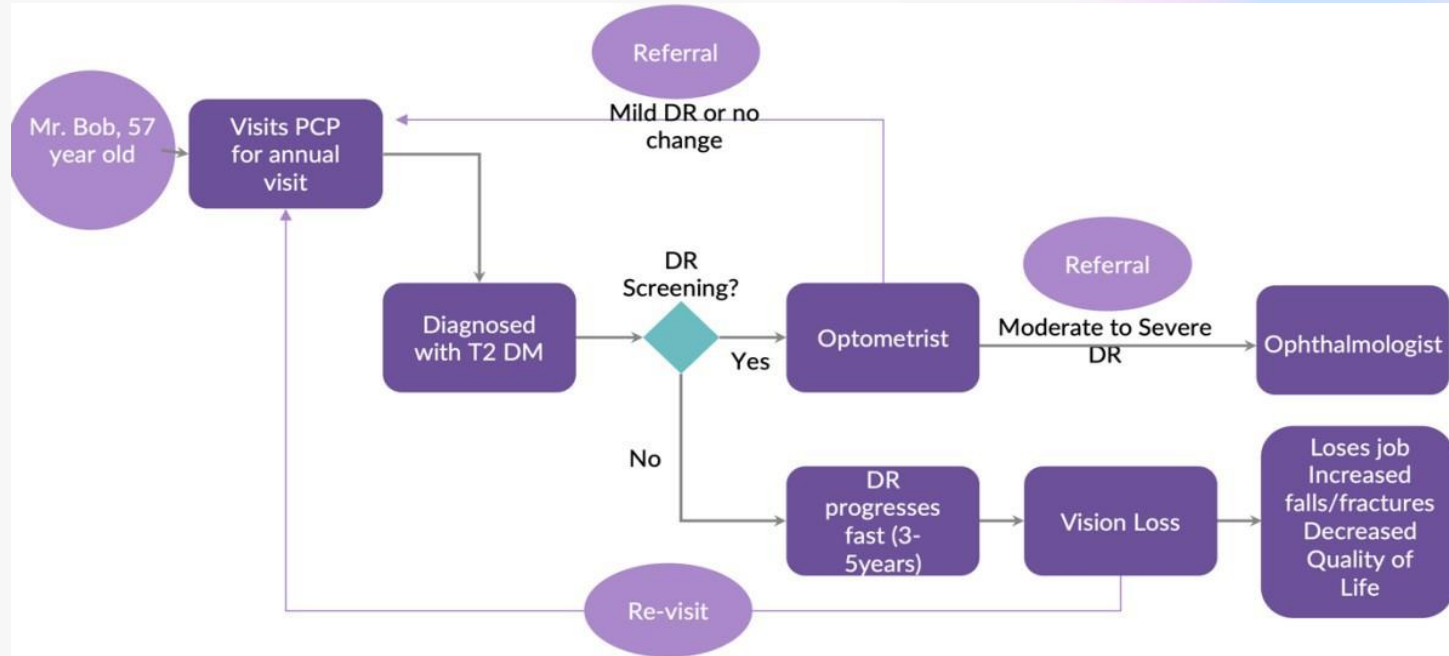 Referral
Mr. Bob, 57
year old
Visits PCP
for annual
visit
Mild DR or no
change
DR
Screening?
Referral
Diagnosed
with T2 DM
Yes
Optometrist
Moderate to Severe
DR
Ophthalmologist
No
DR
progresses
fast (3-
5years)
Vision Loss
Loses job
Increased
falls/fractures
Decreased
Quality of
Life
Re-visit